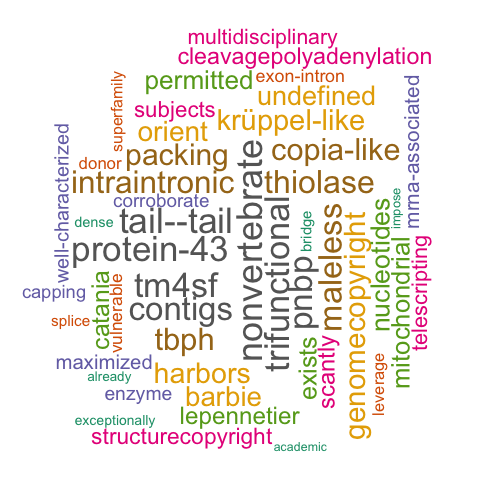 multidisciplinary
cleavagepolyadenylation
permitted
exon-intron
superfamily
undefined
mma-associated
subjects
orient
krüppel-like
well-characterized
donor
packing
nonvertebrate
copia-like
intraintronic
thiolase
corroborate
impose
dense
tail--tail
trifunctional
bridge
maleless
genomecopyright
nucleotides
protein-43
pnbp
mitochondrial
telescripting
tm4sf
capping
catania
vulnerable
contigs
splice
tbph
exists
scantly
maximized
leverage
already
harbors
enzyme
barbie
exceptionally
lepennetier
structurecopyright
academic